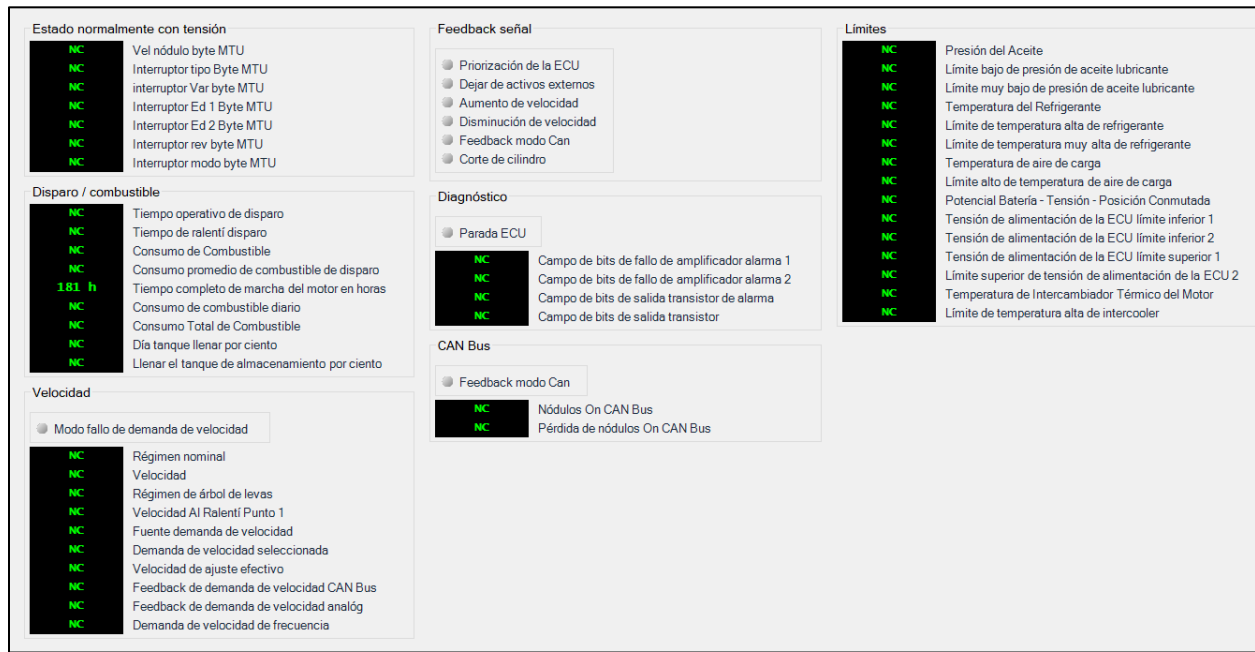 Estado normalmente con tensión
NC Vel nódulo byte MTU
NC Interruptor tipo Byte MTU
NC interruptor Var byte MTU
NC Interruptor Ed 1 Byte MTU
NC Interruptor Ed 2 Byte MTU
NC Interruptor rev byte MTU
NC Interruptor modo byte MTU
Disparo / combustible
NC Tiempo operativo de disparo
NC Tiempo de ralentí disparo
NC Consumo de Combustible
NC Consumo promedio de combustible de disparo
181 h Tiempo completo de marcha del motor en horas
NC Consumo de combustible diario
NC Consumo Total de Combustible
NC Día tanque llenar por ciento
NC Llenar el tanque de almacenamiento por ciento
Velocidad
Modo fallo de demanda de velocidad
NC Régimen nominal
NC Velocidad
NC Régimen de árbol de levas
NC Velocidad Al Ralentí Punto 1
NC Fuente demanda de velocidad
NC Demanda de velocidad seleccionada
NC Velocidad de ajuste efectivo
NC Feedback de demanda de velocidad CAN Bus
NC Feedback de demanda de velocidad analóg
NC Demanda de velocidad de frecuencia
Feedback señal
Priorización de la ECU
Dejar de activos externos
Aumento de velocidad
Disminución de velocidad
Feedback modo Can
Corte de cilindro
Diagnóstico
Parada ECU
NC Campo de bits de fallo de amplificador alarma 1
NC Campo de bits de fallo de amplificador alarma 2
NC Campo de bits de salida transistor de alarma
NC Campo de bits de salida transistor
CAN Bus
Feedback modo Can
NC Nódulos On CAN Bus
NC Pérdida de nódulos On CAN Bus
Límites
NC Presión del Aceite
NC Límite bajo de presión de aceite lubricante
NC Límite muy bajo de presión de aceite lubricante
NC Temperatura del Refrigerante
NC Límite de temperatura alta de refrigerante
NC Límite de temperatura muy alta de refrigerante
NC Temperatura de aire de carga
NC Límite alto de temperatura de aire de carga
NC Potencial Batería - Tensión - Posición Conmutada
NC Tensión de alimentación de la ECU límite inferior 1
NC Tensión de alimentación de la ECU límite inferior 2
NC Tensión de alimentación de la ECU límite superior 1
NC Límite superior de tensión de alimentación de la ECU 2
NC Temperatura de Intercambiador Térmico del Motor
NC Límite de temperatura alta de intercooler